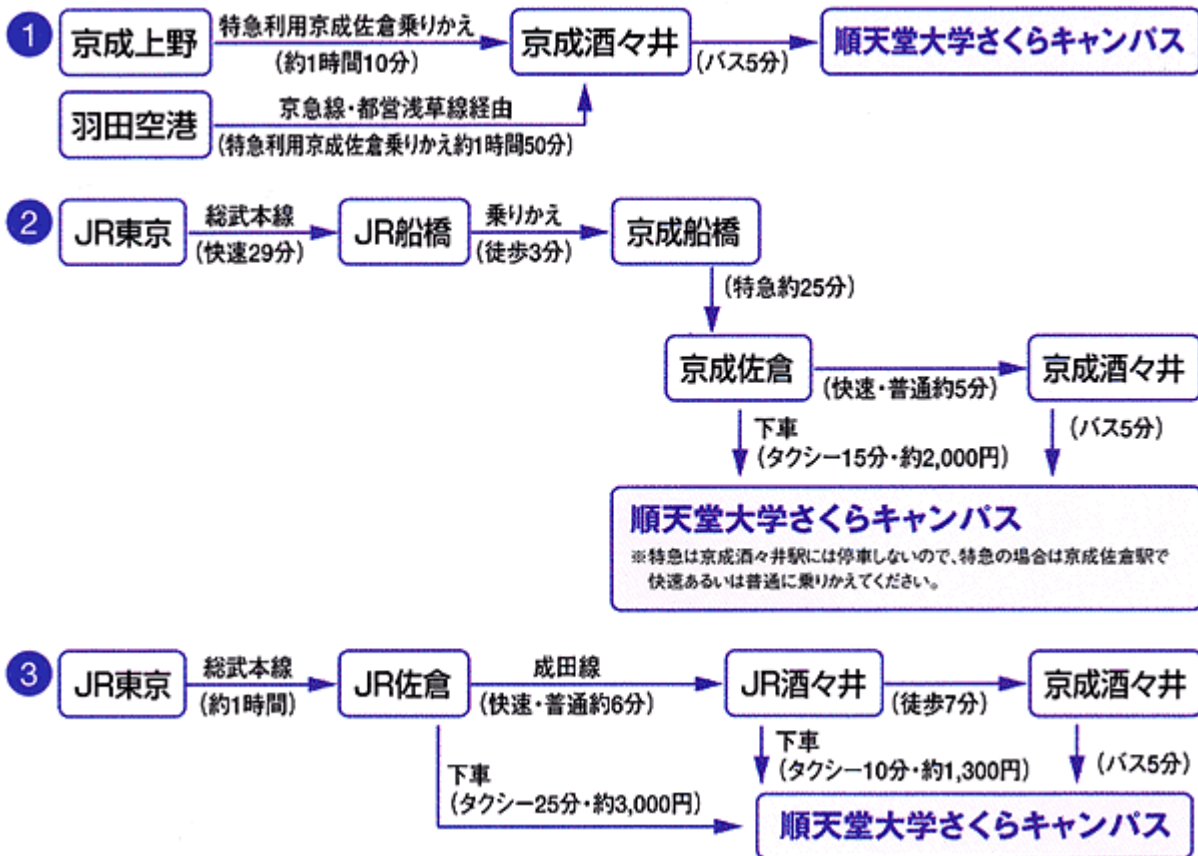 1
京成上野
特急利用京成佐倉乗りかえ
(約1時間10分)
京成酒々井
(バス5分)
順天堂大学さくらキャンパス
羽田空港
京急線・都営浅草線経由
(特急利用京成佐倉乗りかえ約1時間50分)
2
JR東京
総武本線
(快速29分)
JR船橋
乗りかえ
(徒歩3分)
京成船橋
(特急約25分)
京成佐倉
(快速・普通約5分)
京成酒々井
下車
(タクシー15分・約2,000円)
(バス5分)
順天堂大学さくらキャンパス
※特急は京成酒々井駅には停車しないので、特急の場合は京成佐倉駅で
快速あるいは普通に乗りかえてください。
3
JR東京
総武本線
(約1時間)
JR佐倉
成田線
(快速・普通約6分)
JR酒々井
(徒歩7分)
京成酒々井
下車
(タクシー25分・約3,000円)
下車
(タクシー10分・約1,300円)
(バス5分)
順天堂大学さくらキャンパス